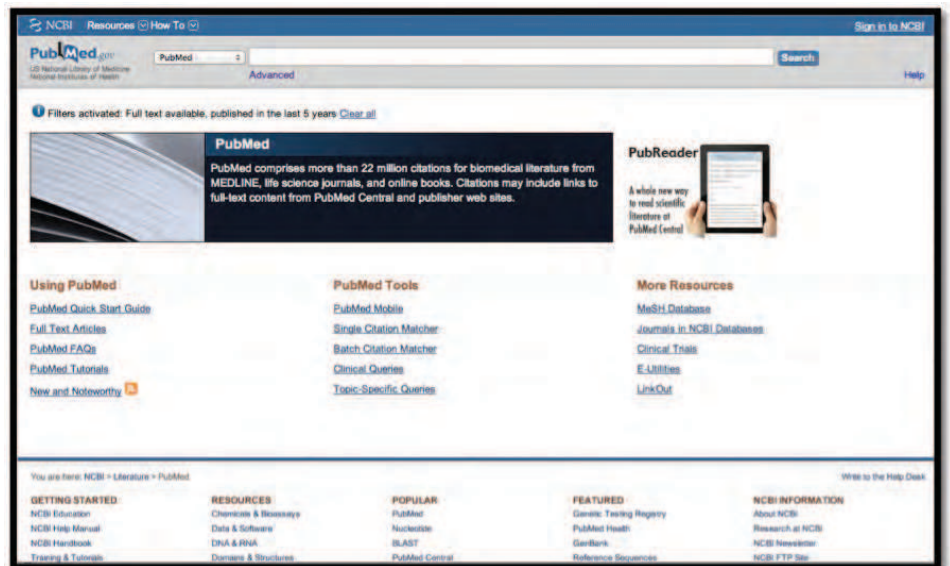 NCBI Resources How To Sign in to NCBI
PubMed.gov
US National Library of Medicine
National Institutes of Health
PubMed
Search
Advanced
Help
Filters activated: Full text available, published in the last 5 years Clear all
PubMed
PubMed comprises more than 22 million citations for biomedical literature from
MEDLINE, life science journals, and online books. Citations may include links to
full-text content from PubMed Central and publisher web sites.
PubReader
A whole new way
to read scientific
literature at
PubMed Central
Using PubMed
PubMed Quick Start Guide
Full Text Articles
PubMed FAQs
PubMed Tutorials
New and Noteworthy
PubMed Tools
PubMed Mobile
Single Citation Matcher
Batch Citation Matcher
Clinical Queries
Topic-Specific Queries
More Resources
MeSH Database
Journals in NCBI Databases
Clinical Trials
E-Utilities
LinkOut
You are here: NCBI > Literature > PubMed
Write to the Help Desk
GETTING STARTED
NCBI Education
NCBI Help Manual
NCBI Handbook
Training & Tutorials
RESOURCES
Chemicals & Bioassays
Data & Software
DNA & RNA
Domains & Structures
POPULAR
PubMed
Nucleotide
BLAST
PubMed Central
FEATURED
Genetic Testing Registry
PubMed Health
GenBank
Reference Sequences
NCBI INFORMATION
About NCBI
Research at NCBI
NCBI Newsletter
NCBI FTP Site